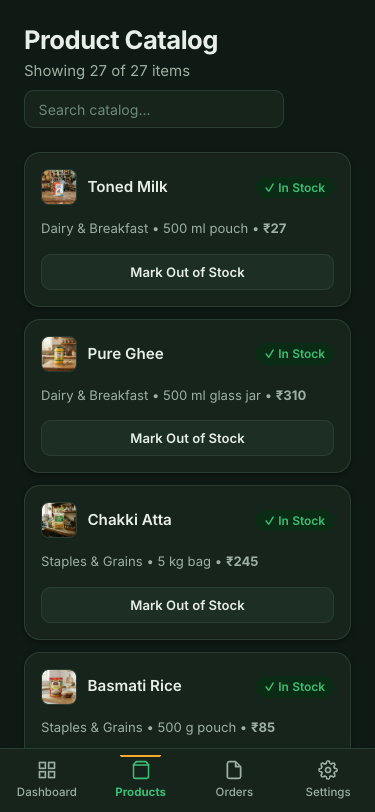 Product Catalog
Showing 27 of 27 items
Search catalog...
Toned Milk
✓ In Stock
Dairy & Breakfast • 500 ml pouch • ₹27
Mark Out of Stock
Pure Ghee
✓ In Stock
Dairy & Breakfast • 500 ml glass jar • ₹310
Mark Out of Stock
Chakki Atta
✓ In Stock
Staples & Grains • 5 kg bag • ₹245
Mark Out of Stock
Basmati Rice
✓ In Stock
Staples & Grains • 500 g pouch • ₹85
Dashboard
Products
Orders
Settings